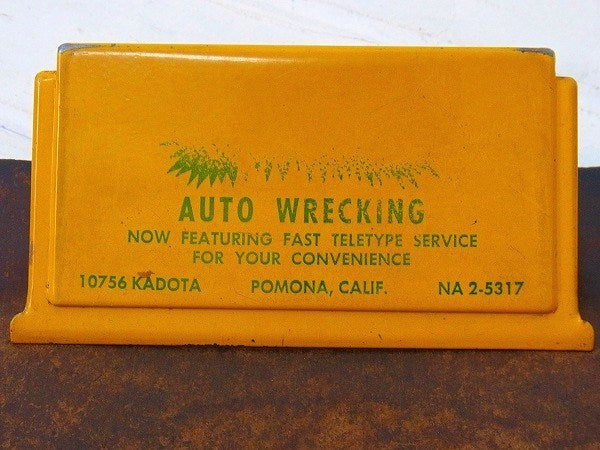 AUTO WRECKING
NOW FEATURING FAST TELETYPE SERVICE
FOR YOUR CONVENIENCE
10756 KADOTA POMONA, CALIF. NA 2-5317